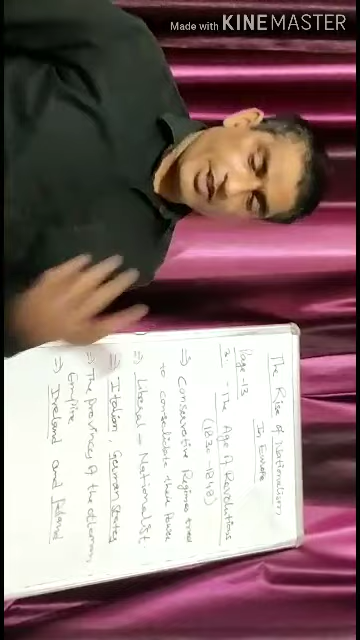 Made with KINEMASTER
The Rise of Nationalism
In Europe
Page-13
3. - The Age of Revolutions
(1830-1848)
⇒ Conservative Regimes tried
to consolidate their Power
⇒ Liberal - Nationalist
⇒ Italian, German States
⇒ The provinces of the ottoman
Empire
⇒ Ireland and Poland